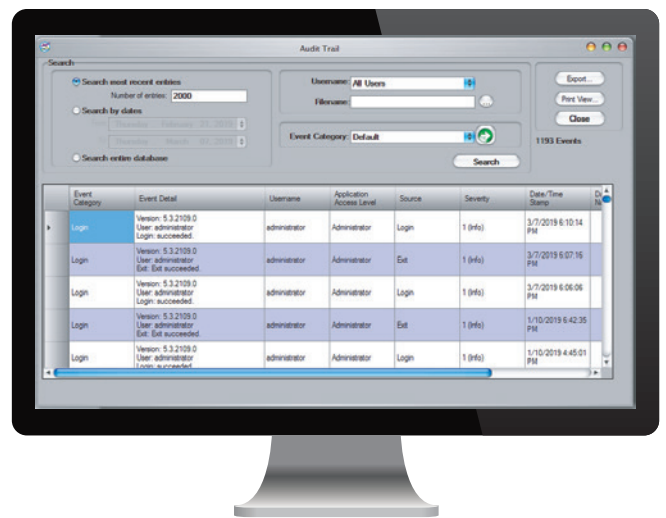 Audit Trail
Search
Search most recent entries
Number of entries: 2000
Search by dates
Search entire database
Username: All Users
Filename:
Event Category: Default
Search
Export...
Print View...
Close
1193 Events
Event Category Event Detail Username Application Access Level Source Severity Date/Time Stamp
Login Version: 5.3.2109.0 User: administrator Login: succeeded. administrator Administrator Login 1 (Info) 3/7/2019 6:10:14 PM
Login Version: 5.3.2109.0 User: administrator Exit: Exit succeeded. administrator Administrator Exit 1 (Info) 3/7/2019 6:07:16 PM
Login Version: 5.3.2109.0 User: administrator Login: succeeded. administrator Administrator Login 1 (Info) 3/7/2019 6:06:06 PM
Login Version: 5.3.2109.0 User: administrator Exit: Exit succeeded. administrator Administrator Exit 1 (Info) 1/10/2019 6:42:35 PM
Login Version: 5.3.2109.0 User: administrator Login: succeeded. administrator Administrator Login 1 (Info) 1/10/2019 4:45:01 PM